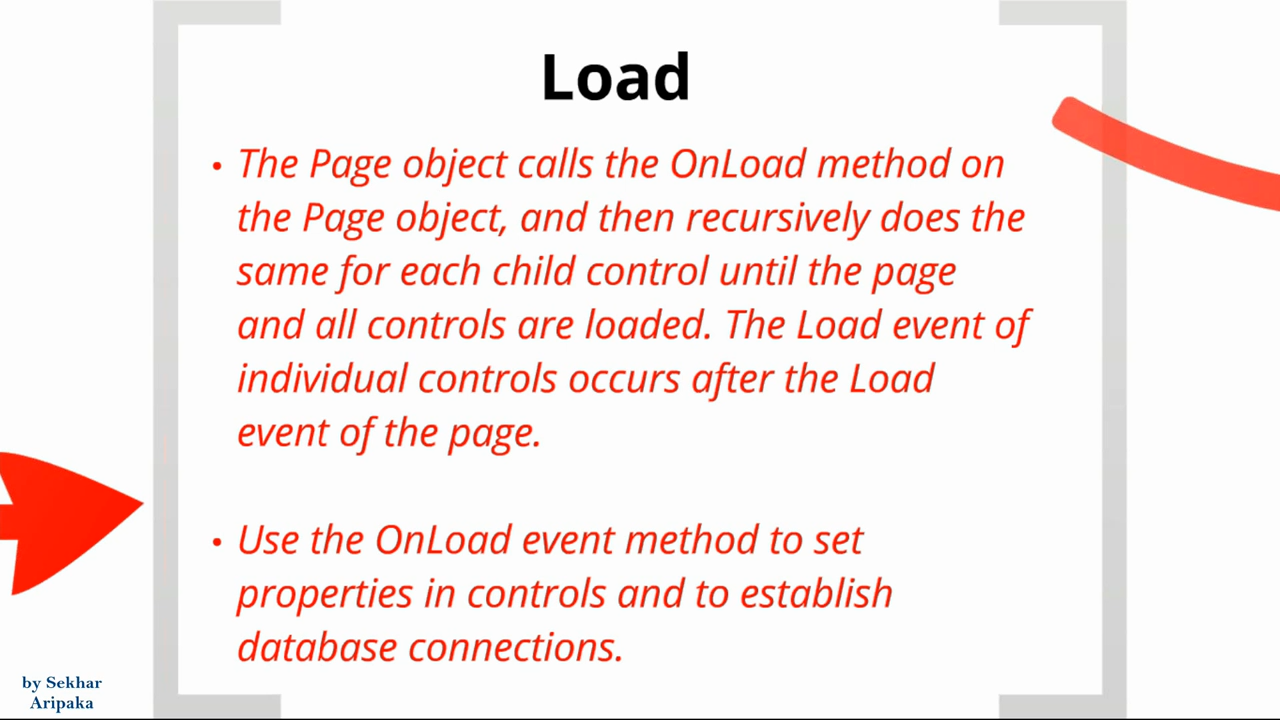 Load
• The Page object calls the OnLoad method on
the Page object, and then recursively does the
same for each child control until the page
and all controls are loaded. The Load event of
individual controls occurs after the Load
event of the page.
• Use the OnLoad event method to set
properties in controls and to establish
database connections.
by Sekhar
Aripaka